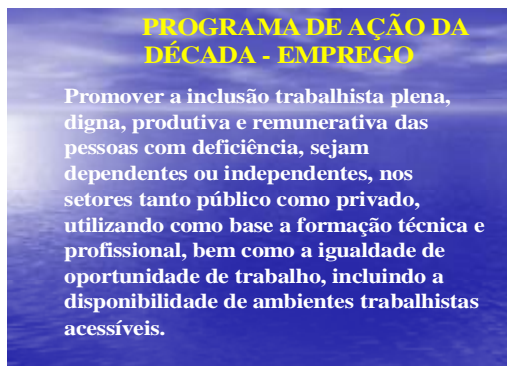 PROGRAMA DE AÇÃO DA
DÉCADA - EMPREGO
Promover a inclusão trabalhista plena,
digna, produtiva e remunerativa das
pessoas com deficiência, sejam
dependentes ou independentes, nos
setores tanto público como privado,
utilizando como base a formação técnica e
profissional, bem como a igualdade de
oportunidade de trabalho, incluindo a
disponibilidade de ambientes trabalhistas
acessíveis.